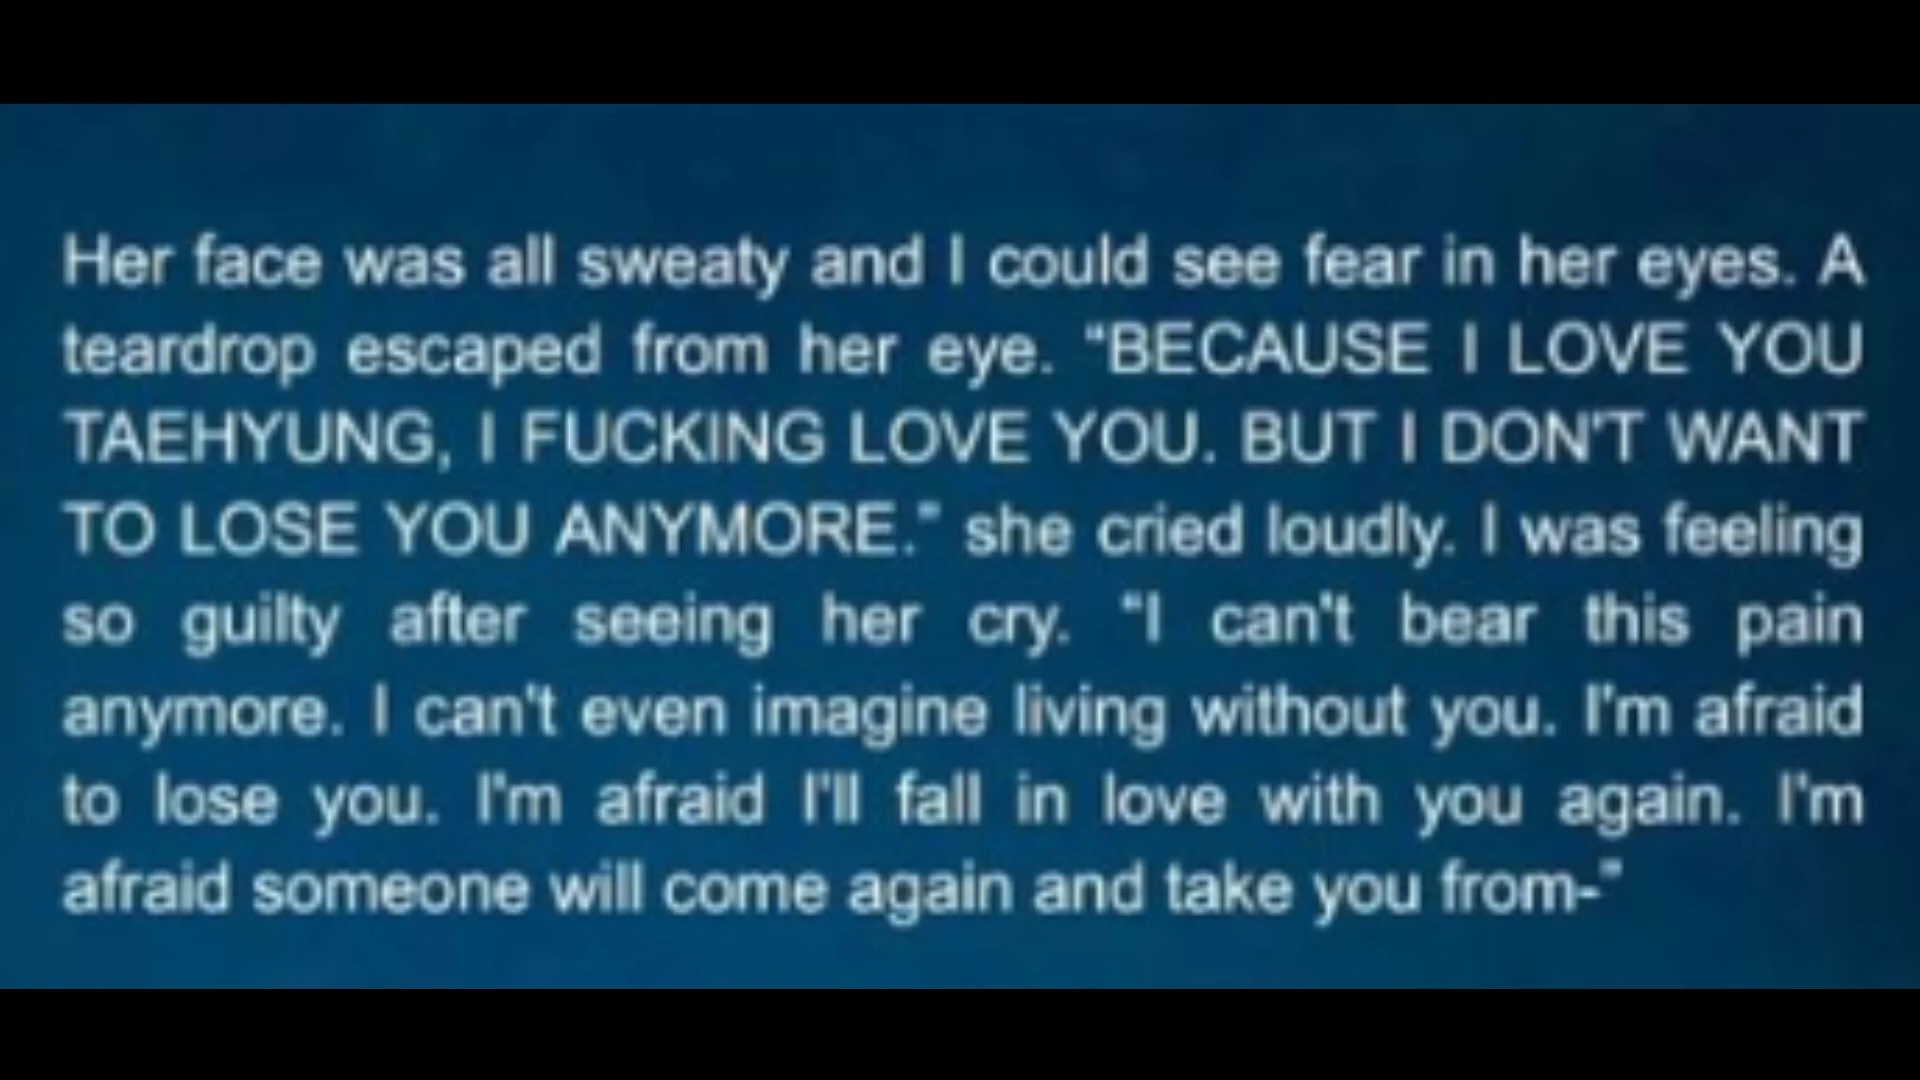 Her face was all sweaty and I could see fear in her eyes. A
teardrop escaped from her eye. “BECAUSE I LOVE YOU
TAEHYUNG, I FUCKING LOVE YOU. BUT I DON'T WANT
TO LOSE YOU ANYMORE.” she cried loudly. I was feeling
so guilty after seeing her cry. “I can't bear this pain
anymore. I can't even imagine living without you. I'm afraid
to lose you. I'm afraid I'll fall in love with you again. I'm
afraid someone will come again and take you from-”